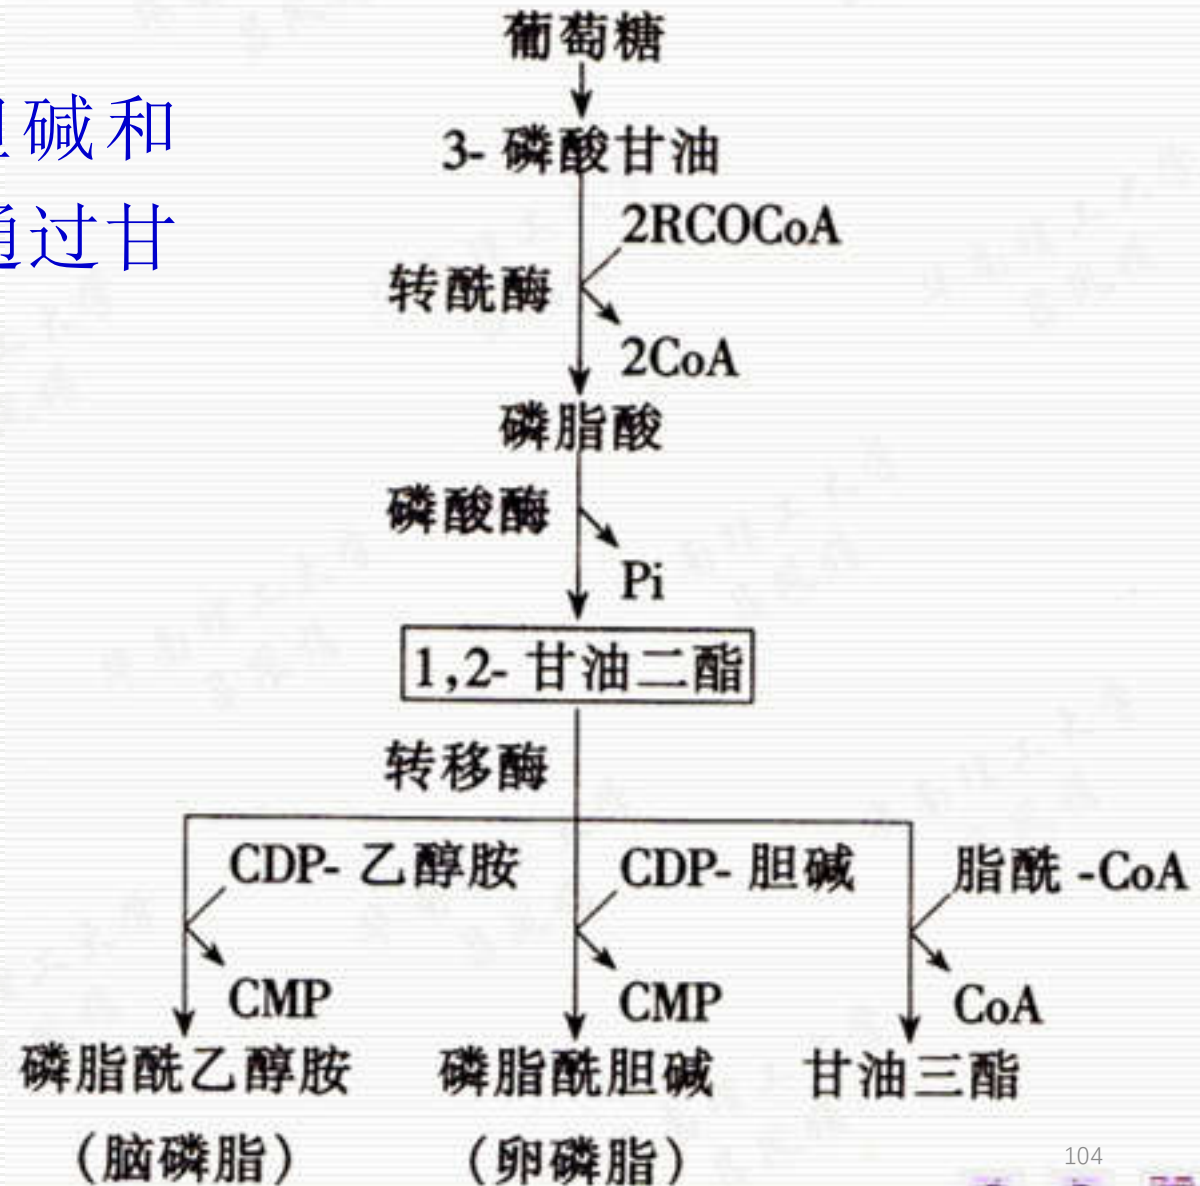 葡萄糖
3- 磷酸甘油
碱和
2RCOCoA
过甘
转酰酶
2CoA
磷脂酸
磷酸酶
Pi
1,2- 甘油二酯
转移酶
CDP- 乙醇胺
CDP- 胆碱
脂酰 -CoA
CMP
CMP
CoA
磷脂酰乙醇胺
磷脂酰胆碱
甘油三酯
(脑磷脂)
(卵磷脂)
104